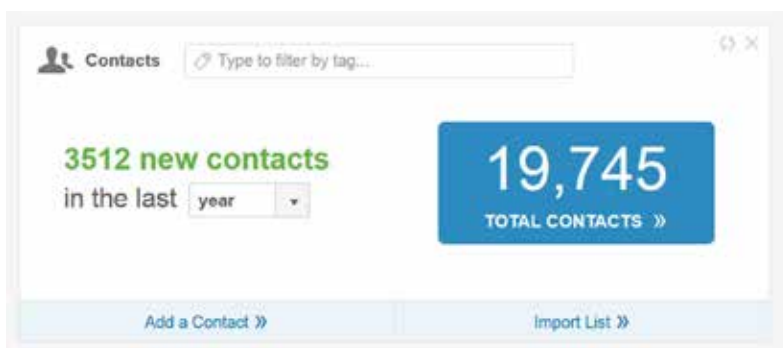 Contacts
Type to filter by tag...
3512 new contacts
in the last year
19,745
TOTAL CONTACTS »
Add a Contact »
Import List »